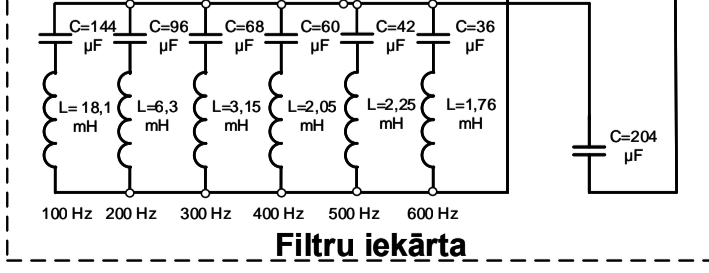 C=144 µF
C=96 µF
C=68 µF
C=60 µF
C=42 µF
C=36 µF
L= 18,1 mH
L=6,3 mH
L=3,15 mH
L=2,05 mH
L=2,25 mH
L=1,76 mH
C=204 µF
100 Hz 200 Hz 300 Hz 400 Hz 500 Hz 600 Hz
Filtru iekārta